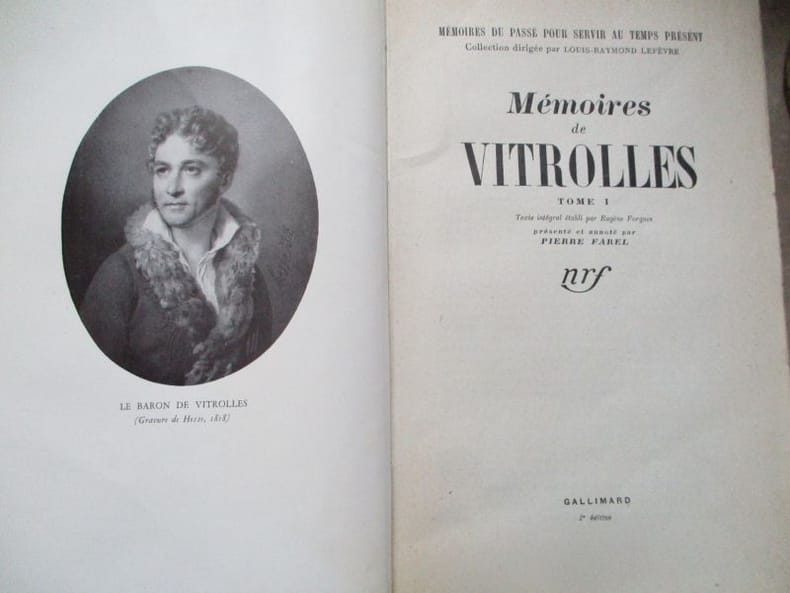 LE BARON DE VITROLLES
(Gravure de Hesse, 1818)
MÉMOIRES DU PASSÉ POUR SERVIR AU TEMPS PRÉSENT
Collection dirigée par LOUIS-RAYMOND LEFÈVRE
Mémoires
de
VITROLLES
TOME I
Texte intégral établi par Eugène Forgues
présenté et annoté par
PIERRE FAREL
nrf
GALLIMARD
2e édition